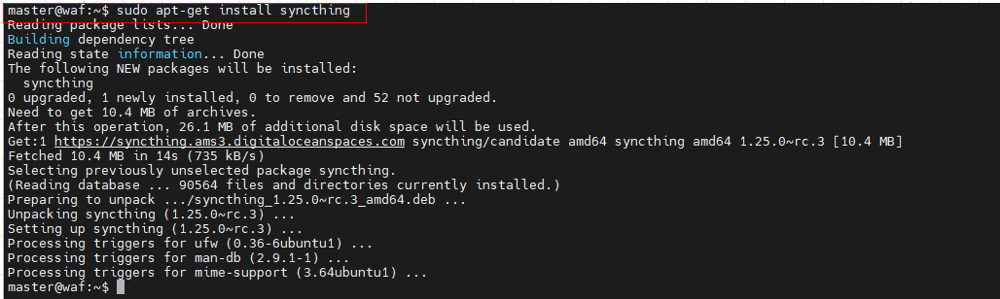 master@waf:~$ sudo apt-get install syncthing
Reading package lists... Done
Building dependency tree
Reading state information... Done
The following NEW packages will be installed:
  syncthing
0 upgraded, 1 newly installed, 0 to remove and 52 not upgraded.
Need to get 10.4 MB of archives.
After this operation, 26.1 MB of additional disk space will be used.
Get:1 https://syncthing.ams3.digitaloceanspaces.com syncthing/candidate amd64 syncthing amd64 1.25.0~rc.3 [10.4 MB]
Fetched 10.4 MB in 14s (735 kB/s)
Selecting previously unselected package syncthing.
(Reading database ... 90564 files and directories currently installed.)
Preparing to unpack .../syncthing_1.25.0~rc.3_amd64.deb ...
Unpacking syncthing (1.25.0~rc.3) ...
Setting up syncthing (1.25.0~rc.3) ...
Processing triggers for ufw (0.36-6ubuntu1) ...
Processing triggers for man-db (2.9.1-1) ...
Processing triggers for mime-support (3.64ubuntu1) ...
master@waf:~$